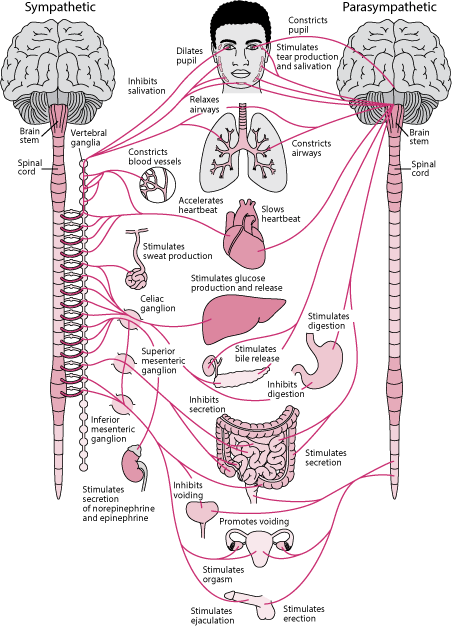 Sympathetic
Parasympathetic
Constricts
pupil
Dilates
pupil
Stimulates
tear production
and salivation
Inhibits
salivation
Relaxes
airways
Brain
stem
Vertebral
ganglia
Brain
stem
Constricts
blood vessels
Constricts
airways
Spinal
cord
Spinal
cord
Accelerates
heartbeat
Slows
heartbeat
Stimulates
sweat production
Stimulates glucose
production and release
Celiac
ganglion
Stimulates
digestion
Superior
mesenteric
ganglion
Stimulates
bile release
Inhibits
digestion
Inhibits
secretion
Inferior
mesenteric
ganglion
Stimulates
secretion
Stimulates
secretion
of norepinephrine
and epinephrine
Inhibits
voiding
Promotes voiding
Stimulates
orgasm
Stimulates
ejaculation
Stimulates
erection